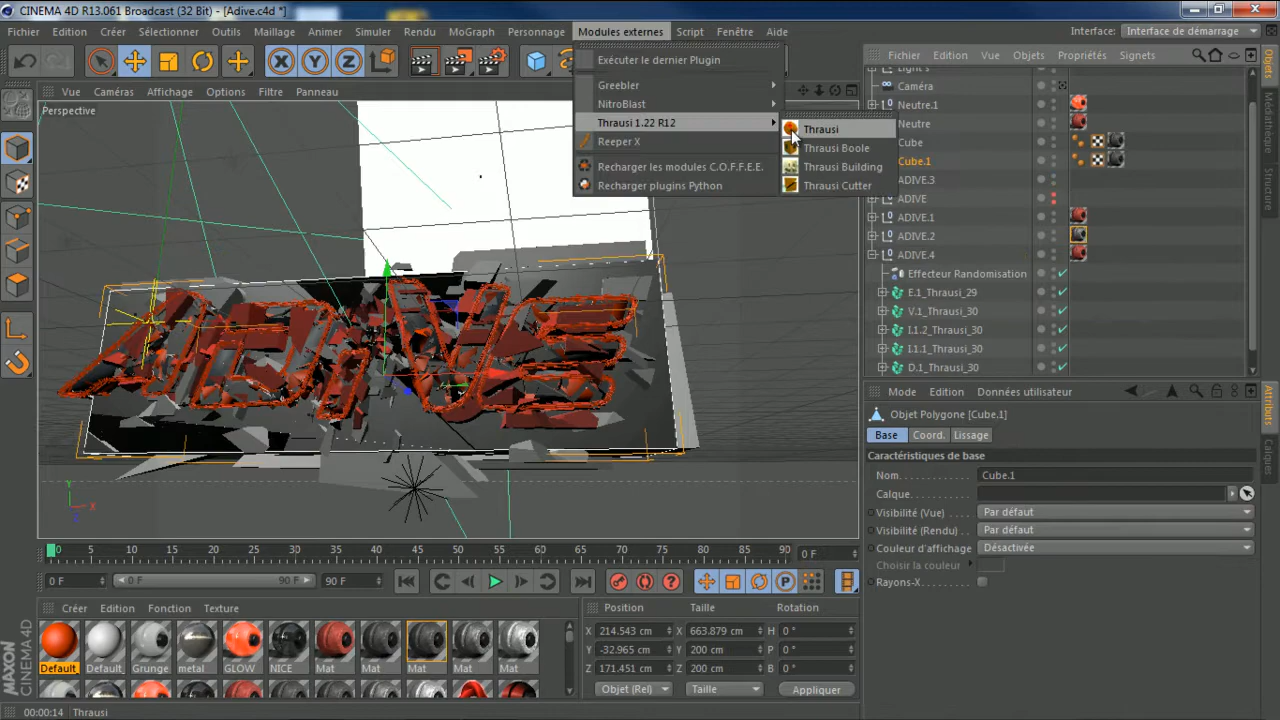 CINEMA 4D R13.061 Broadcast (32 Bit) - [Adive.c4d *]
Fichier Edition Créer Sélectionner Outils Maillage Animer Simuler Rendu MoGraph Personnage Modules externes Script Fenêtre Aide Interface: Interface de démarrage
Exécuter le dernier Plugin
Greebler
NitroBlast
Thrausi 1.22 R12
Reeper X
Recharger les modules C.O.F.F.E.E.
Recharger plugins Python
Thrausi
Thrausi Boole
Thrausi Building
Thrausi Cutter
Vue Caméras Affichage Options Filtre Panneau
Perspective
Fichier Edition Vue Objets Propriétés Signets
Caméra
Neutre.1
Neutre
Cube
Cube.1
ADIVE.3
ADIVE
ADIVE.1
ADIVE.2
ADIVE.4
Effecteur Randomisation
E.1_Thrausi_29
V.1_Thrausi_30
I.1.2_Thrausi_30
I.1.1_Thrausi_30
D.1_Thrausi_30
Objets
Médiathèque
Attributs
Calques
Mode Edition Données utilisateur
Objet Polygone [Cube.1]
Base Coord. Lissage
Caractéristiques de base
Nom Cube.1
Calque
Visibilité (Vue) Par défaut
Visibilité (Rendu) Par défaut
Couleur d'affichage Désactivée
Choisir la couleur
Rayons-X
Y
X
Z
0 5 10 15 20 25 30 35 40 45 50 55 60 65 70 75 80 85 90 0 F
0 F 0 F 90 F 90 F
Créer Edition Fonction Texture
Default Default Grunge metal GLOW NICE Mat Mat Mat Mat Mat
Position Taille Rotation
X 214.543 cm X 663.879 cm H 0 °
Y -32.965 cm Y 200 cm P 0 °
Z 171.451 cm Z 200 cm B 0 °
Objet (Rel) Taille Appliquer
MAXON
CINEMA 4D
00:00:14 Thrausi